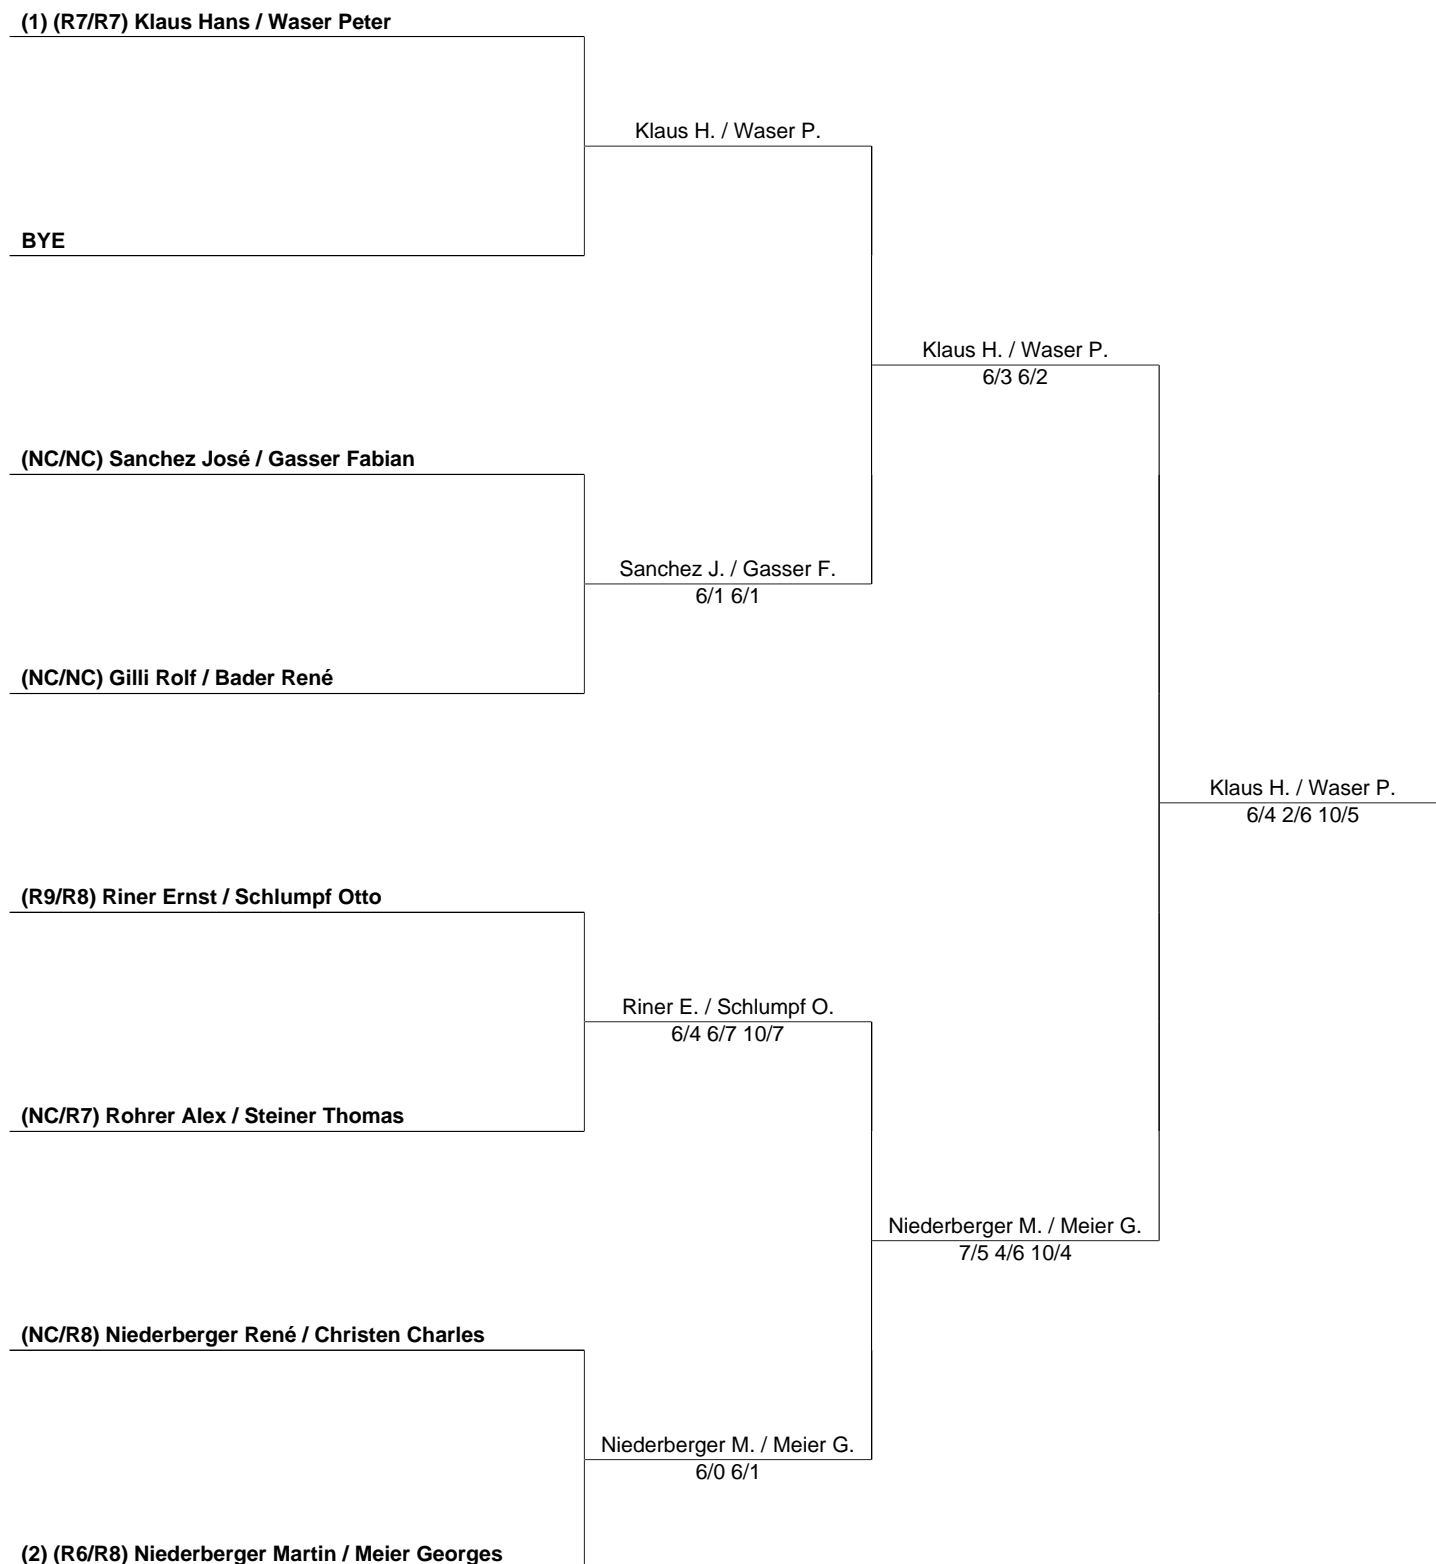 (1) (R7/R7) Klaus Hans / Waser Peter
Klaus H. / Waser P.
BYE
Klaus H. / Waser P.
6/3 6/2
(NC/NC) Sanchez José / Gasser Fabian
Sanchez J. / Gasser F.
6/1 6/1
(NC/NC) Gilli Rolf / Bader René
Klaus H. / Waser P.
6/4 2/6 10/5
(R9/R8) Riner Ernst / Schlumpf Otto
Riner E. / Schlumpf O.
6/4 6/7 10/7
(NC/R7) Rohrer Alex / Steiner Thomas
Niederberger M. / Meier G.
7/5 4/6 10/4
(NC/R8) Niederberger René / Christen Charles
Niederberger M. / Meier G.
6/0 6/1
(2) (R6/R8) Niederberger Martin / Meier Georges